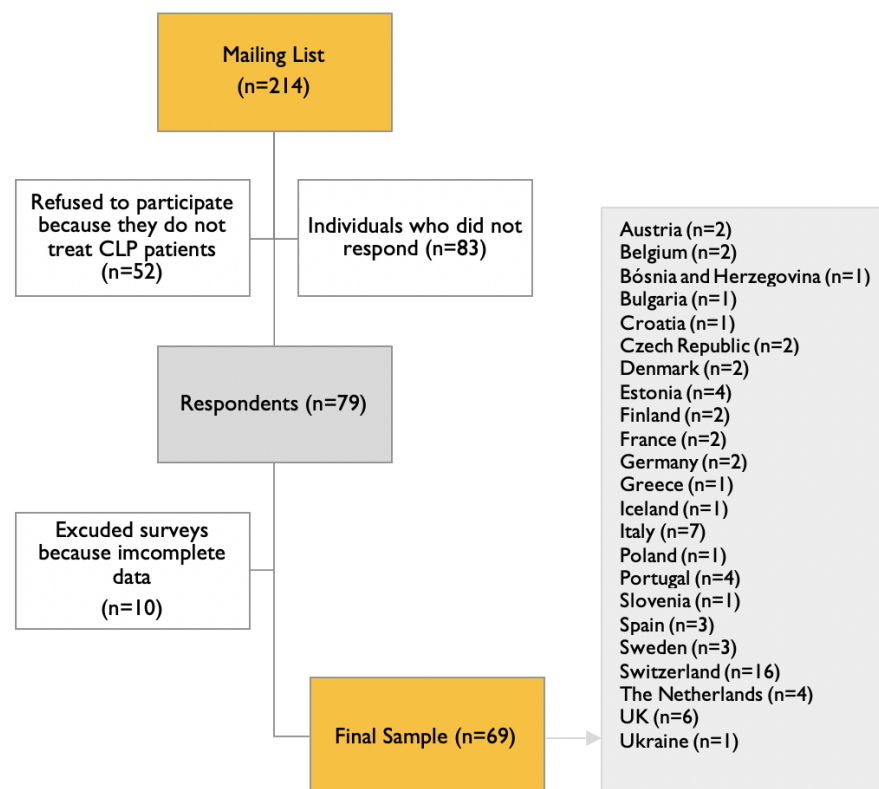 Mailing List
(n=214)
Refused to participate
because they do not
treat CLP patients
(n=52)
Individuals who did not
respond (n=83)
Respondents (n=79)
Excuded surveys
because imcomplete
data
(n=10)
Final Sample (n=69)
Austria (n=2)
Belgium (n=2)
Bósnia and Herzegovina (n=1)
Bulgaria (n=1)
Croatia (n=1)
Czech Republic (n=2)
Denmark (n=2)
Estonia (n=4)
Finland (n=2)
France (n=2)
Germany (n=2)
Greece (n=1)
Iceland (n=1)
Italy (n=7)
Poland (n=1)
Portugal (n=4)
Slovenia (n=1)
Spain (n=3)
Sweden (n=3)
Switzerland (n=16)
The Netherlands (n=4)
UK (n=6)
Ukraine (n=1)